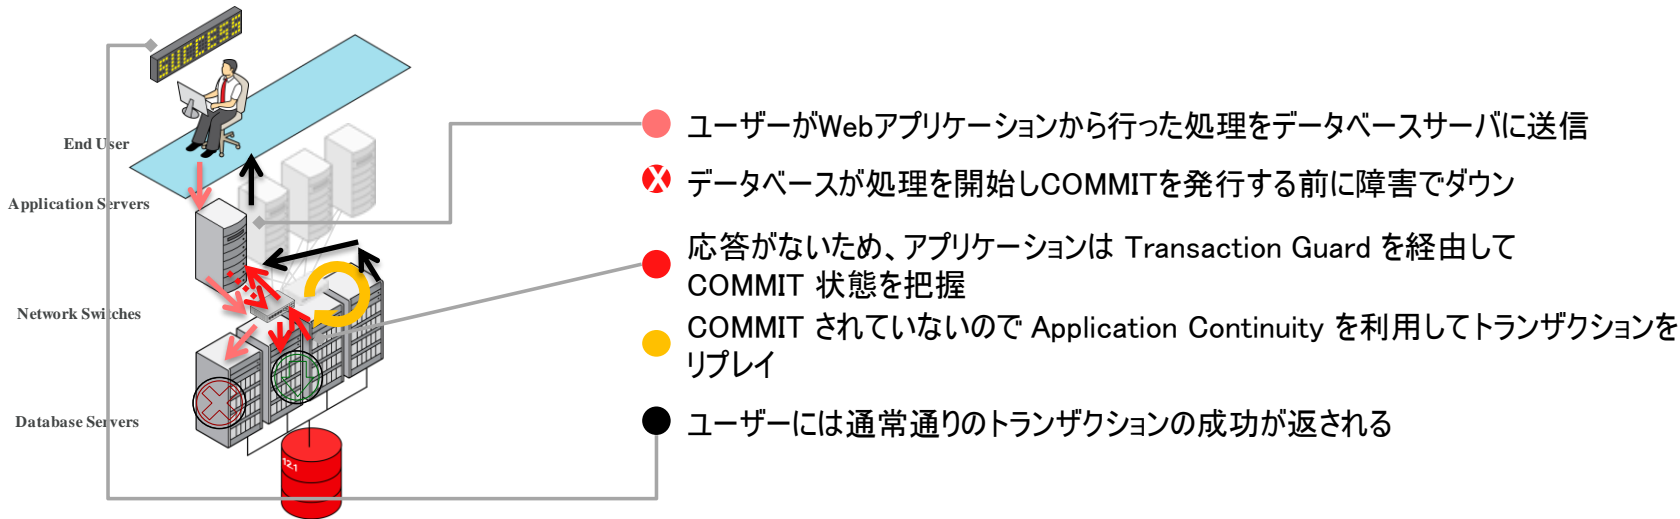 SUCCESS
End User
Application Servers
Network Switches
Database Servers
12.1
ユーザーがWebアプリケーションから行った処理をデータベースサーバに送信
X データベースが処理を開始しCOMMITを発行する前に障害でダウン
応答がないため、アプリケーションは Transaction Guard を経由して
COMMIT 状態を把握
COMMIT されていないので Application Continuity を利用してトランザクションを
リプレイ
ユーザーには通常通りのトランザクションの成功が返される